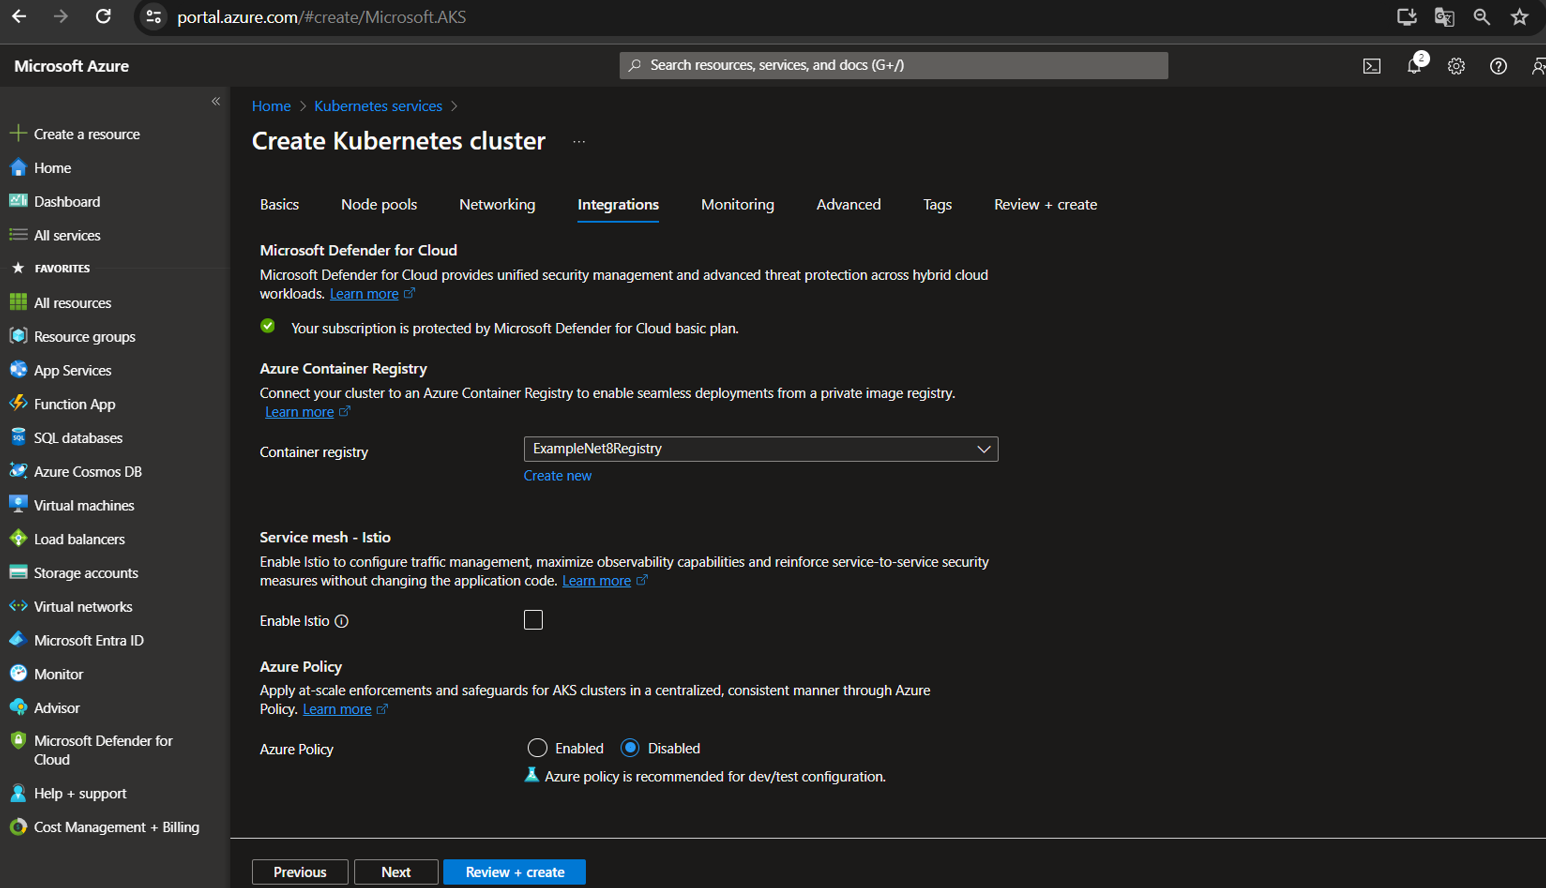 portal.azure.com/#create/Microsoft.AKS
Microsoft Azure
Search resources, services, and docs (G+/)
2
Home > Kubernetes services >
Create Kubernetes cluster ...
Create a resource
Home
Dashboard
All services
FAVORITES
All resources
Resource groups
App Services
Function App
SQL databases
Azure Cosmos DB
Virtual machines
Load balancers
Storage accounts
Virtual networks
Microsoft Entra ID
Monitor
Advisor
Microsoft Defender for
Cloud
Help + support
Cost Management + Billing
Basics Node pools Networking Integrations Monitoring Advanced Tags Review + create
Microsoft Defender for Cloud
Microsoft Defender for Cloud provides unified security management and advanced threat protection across hybrid cloud
workloads. Learn more
Your subscription is protected by Microsoft Defender for Cloud basic plan.
Azure Container Registry
Connect your cluster to an Azure Container Registry to enable seamless deployments from a private image registry.
Learn more
Container registry ExampleNet8Registry
Create new
Service mesh - Istio
Enable Istio to configure traffic management, maximize observability capabilities and reinforce service-to-service security
measures without changing the application code. Learn more
Enable Istio
Azure Policy
Apply at-scale enforcements and safeguards for AKS clusters in a centralized, consistent manner through Azure
Policy. Learn more
Azure Policy Enabled Disabled
Azure policy is recommended for dev/test configuration.
Previous Next Review + create